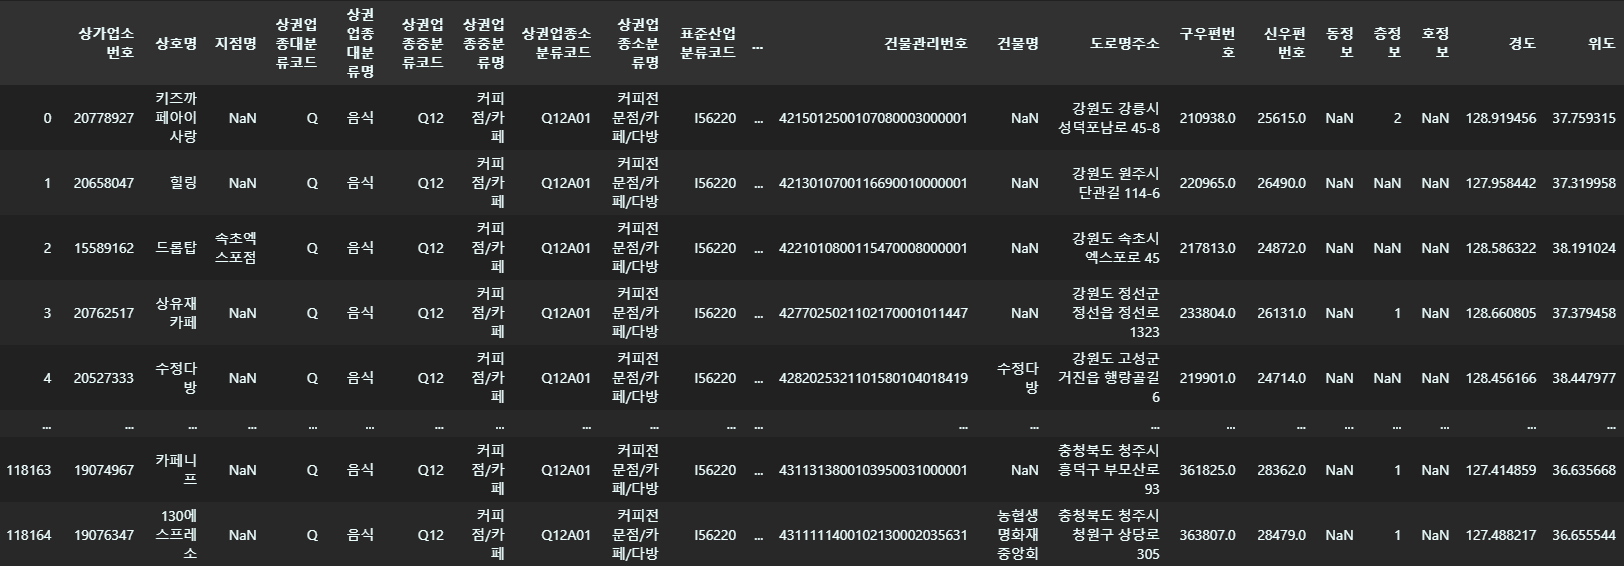 상가업소번호 상호명 지점명 상권업종대분류코드 상권업종대분류명 상권업종중분류코드 상권업종중분류명 상권업종소분류코드 상권업종소분류명 표준산업분류코드 ... 건물관리번호 건물명 도로명주소 구우편번호 신우편번호 동정보 층정보 호정보 경도 위도
0 20778927 키즈까페아이사랑 NaN Q 음식 Q12 커피점/카페 Q12A01 커피전문점/카페/다방 I56220 ... 4215012500107080003000001 NaN 강원도 강릉시 성덕포남로 45-8 210938.0 25615.0 NaN 2 NaN 128.919456 37.759315
1 20658047 힐링 NaN Q 음식 Q12 커피점/카페 Q12A01 커피전문점/카페/다방 I56220 ... 4213010700116690010000001 NaN 강원도 원주시 단관길 114-6 220965.0 26490.0 NaN NaN NaN 127.958442 37.319958
2 15589162 드롭탑 속초엑스포점 Q 음식 Q12 커피점/카페 Q12A01 커피전문점/카페/다방 I56220 ... 4221010800115470008000001 NaN 강원도 속초시 엑스포로 45 217813.0 24872.0 NaN NaN NaN 128.586322 38.191024
3 20762517 상유재카페 NaN Q 음식 Q12 커피점/카페 Q12A01 커피전문점/카페/다방 I56220 ... 4277025021102170001011447 NaN 강원도 정선군 정선읍 정선로 1323 233804.0 26131.0 NaN 1 NaN 128.660805 37.379458
4 20527333 수정다방 NaN Q 음식 Q12 커피점/카페 Q12A01 커피전문점/카페/다방 I56220 ... 4282025321101580104018419 수정다방 강원도 고성군 거진읍 행랑골길 6 219901.0 24714.0 NaN NaN NaN 128.456166 38.447977
... ... ... ... ... ... ... ... ... ... ... ... ... ... ... ... ... ... ... ... ... ...
118163 19074967 카페니프 NaN Q 음식 Q12 커피점/카페 Q12A01 커피전문점/카페/다방 I56220 ... 4311313800103950031000001 NaN 충청북도 청주시 흥덕구 부모산로 93 361825.0 28362.0 NaN 1 NaN 127.414859 36.635668
118164 19076347 130에스프레소 NaN Q 음식 Q12 커피점/카페 Q12A01 커피전문점/카페/다방 I56220 ... 4311111400102130002035631 농협생명화재중앙회 충청북도 청주시 청원구 상당로 305 363807.0 28479.0 NaN 1 NaN 127.488217 36.655544